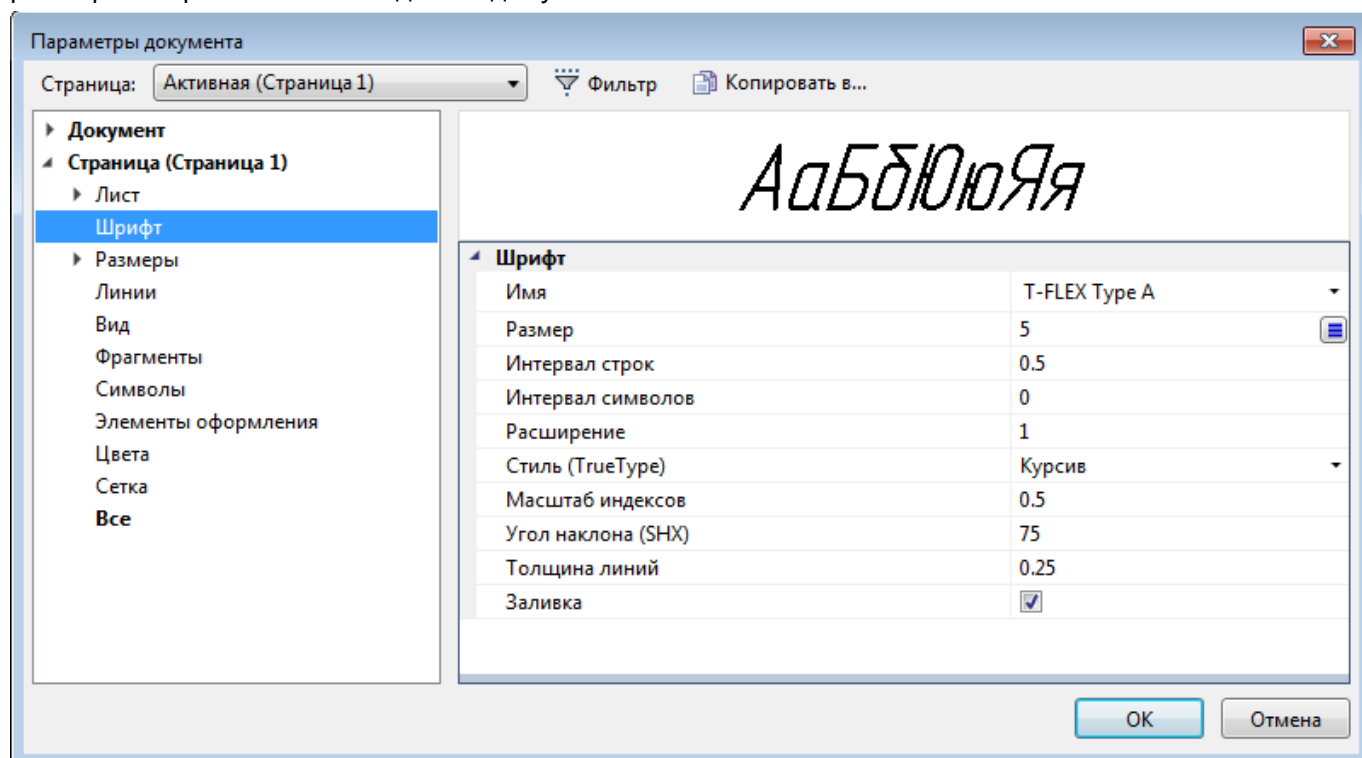 Параметры документа
Страница: Активная (Страница 1) Фильтр Копировать в...
Документ
Страница (Страница 1)
Лист
Шрифт
Размеры
Линии
Вид
Фрагменты
Символы
Элементы оформления
Цвета
Сетка
Все
АаБбЮюЯя
Шрифт
Имя T-FLEX Type A
Размер 5
Интервал строк 0.5
Интервал символов 0
Расширение 1
Стиль (TrueType) Курсив
Масштаб индексов 0.5
Угол наклона (SHX) 75
Толщина линий 0.25
Заливка
ОК Отмена